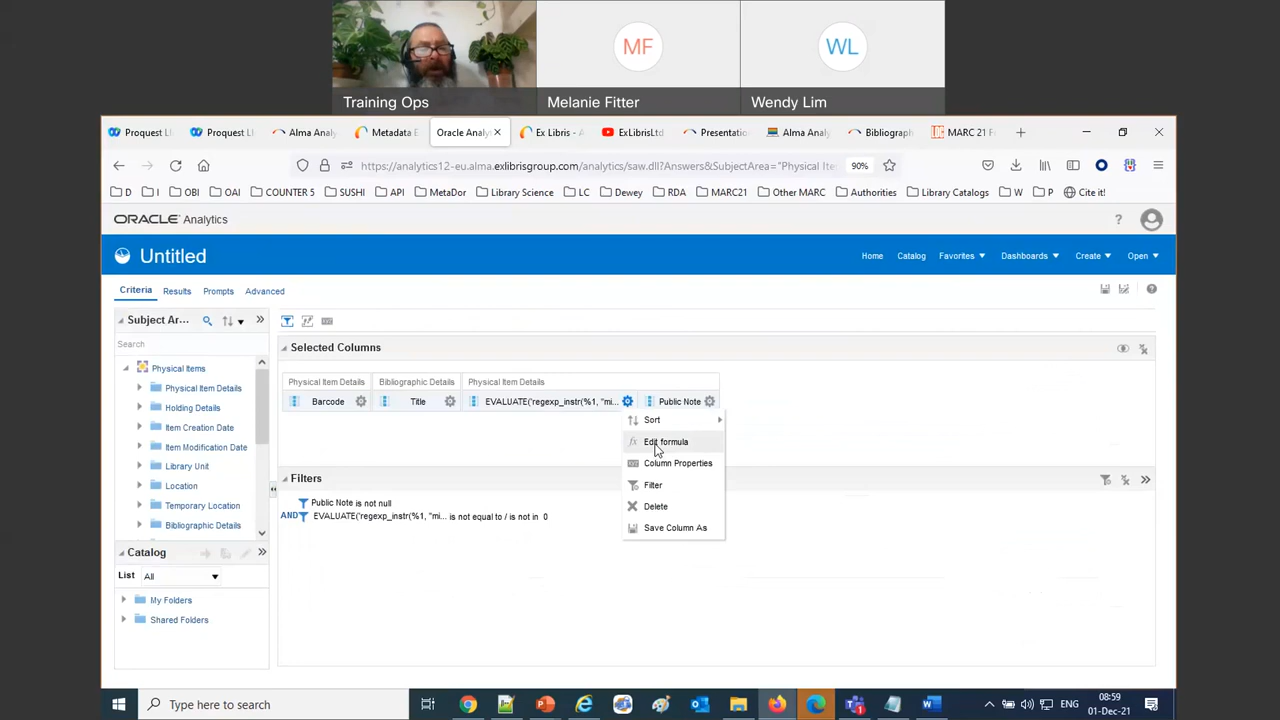 MF
WL
Training Ops
Melanie Fitter
Wendy Lim
Proquest Li
Proquest Li
Alma Analy
Metadata E
Oracle Analyt
Ex Libris - A
ExLibrisLtd
Presentation
Alma Analy
Bibliograph
MARC 21 F
https://analytics12-eu.alma.exlibrisgroup.com/analytics/saw.dll?Answers&SubjectArea="Physical Ite
90%
D
I
OBI
OAI
COUNTER 5
SUSHI
API
MetaDor
Library Science
LC
Dewey
RDA
MARC21
Other MARC
Authorities
Library Catalogs
W
P
Cite it!
ORACLE Analytics
Untitled
Home
Catalog
Favorites
Dashboards
Create
Open
Criteria
Results
Prompts
Advanced
Subject Ar...
Search
Selected Columns
Physical Items
Physical Item Details
Holding Details
Item Creation Date
Item Modification Date
Library Unit
Location
Temporary Location
Bibliographic Details
Physical Item Details
Bibliographic Details
Physical Item Details
Barcode
Title
EVALUATE('regexp_instr(%1, "mi...
Public Note
Sort
Edit formula
Column Properties
Filter
Delete
Save Column As
Filters
Public Note is not null
AND EVALUATE('regexp_instr(%1, "mi... is not equal to / is not in 0
Catalog
List All
My Folders
Shared Folders
Type here to search
ENG
08:59
01-Dec-21